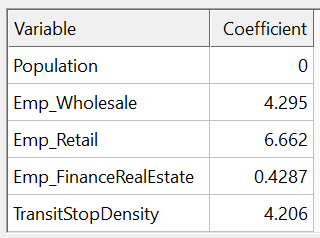 Variable Coefficient
Population 0
Emp_Wholesale 4.295
Emp_Retail 6.662
Emp_FinanceRealEstate 0.4287
TransitStopDensity 4.206